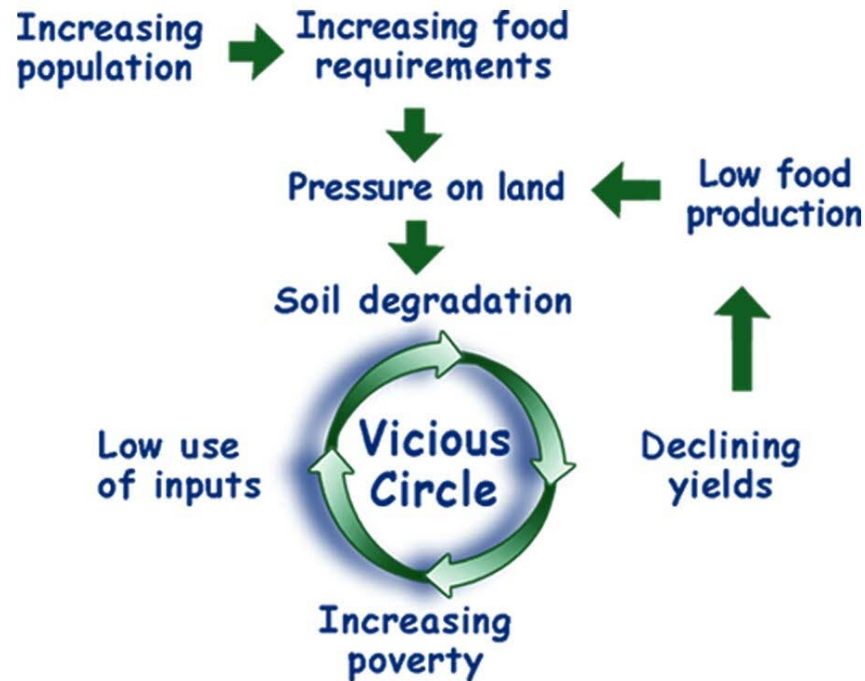 Increasing
population
Increasing food
requirements
Pressure on land
Low food
production
Soil degradation
Low use
of inputs
Vicious
Circle
Declining
yields
Increasing
poverty